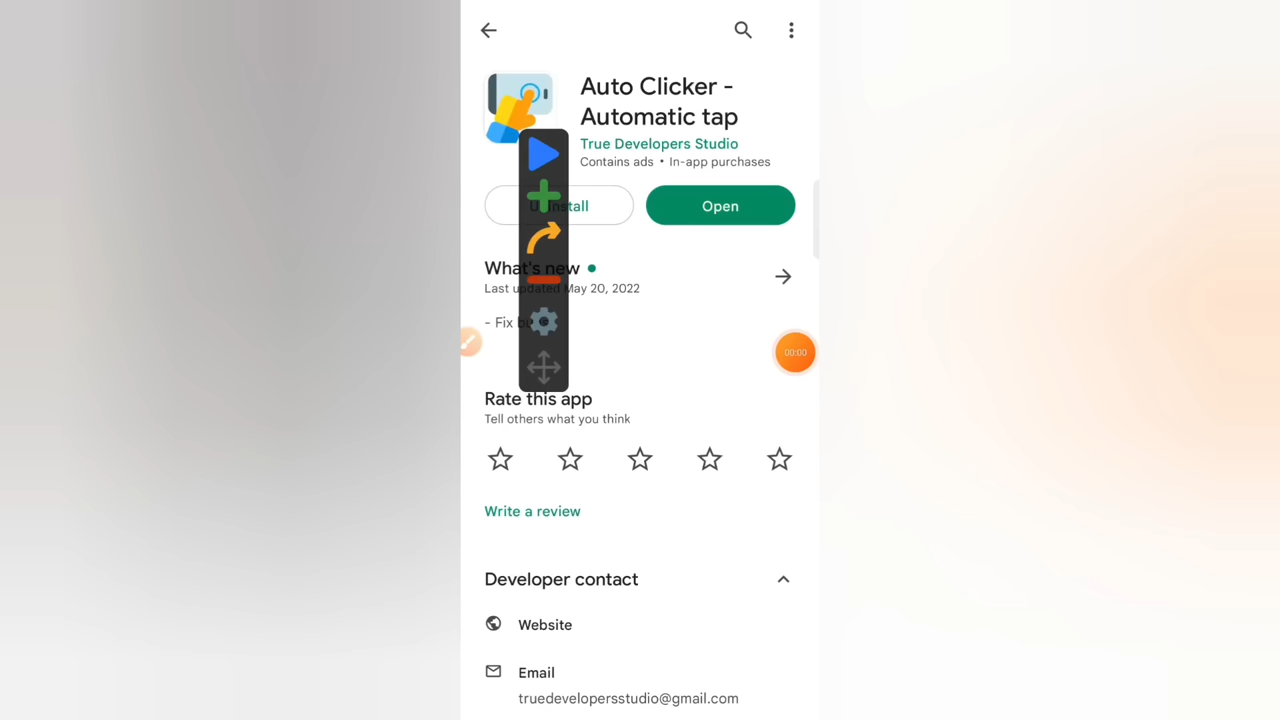 Auto Clicker -
Automatic tap
True Developers Studio
Contains ads • In-app purchases
Uninstall
Open
What's new
Last updated May 20, 2022
- Fix bugs
00:00
Rate this app
Tell others what you think
Write a review
Developer contact
Website
Email
truedevelopersstudio@gmail.com